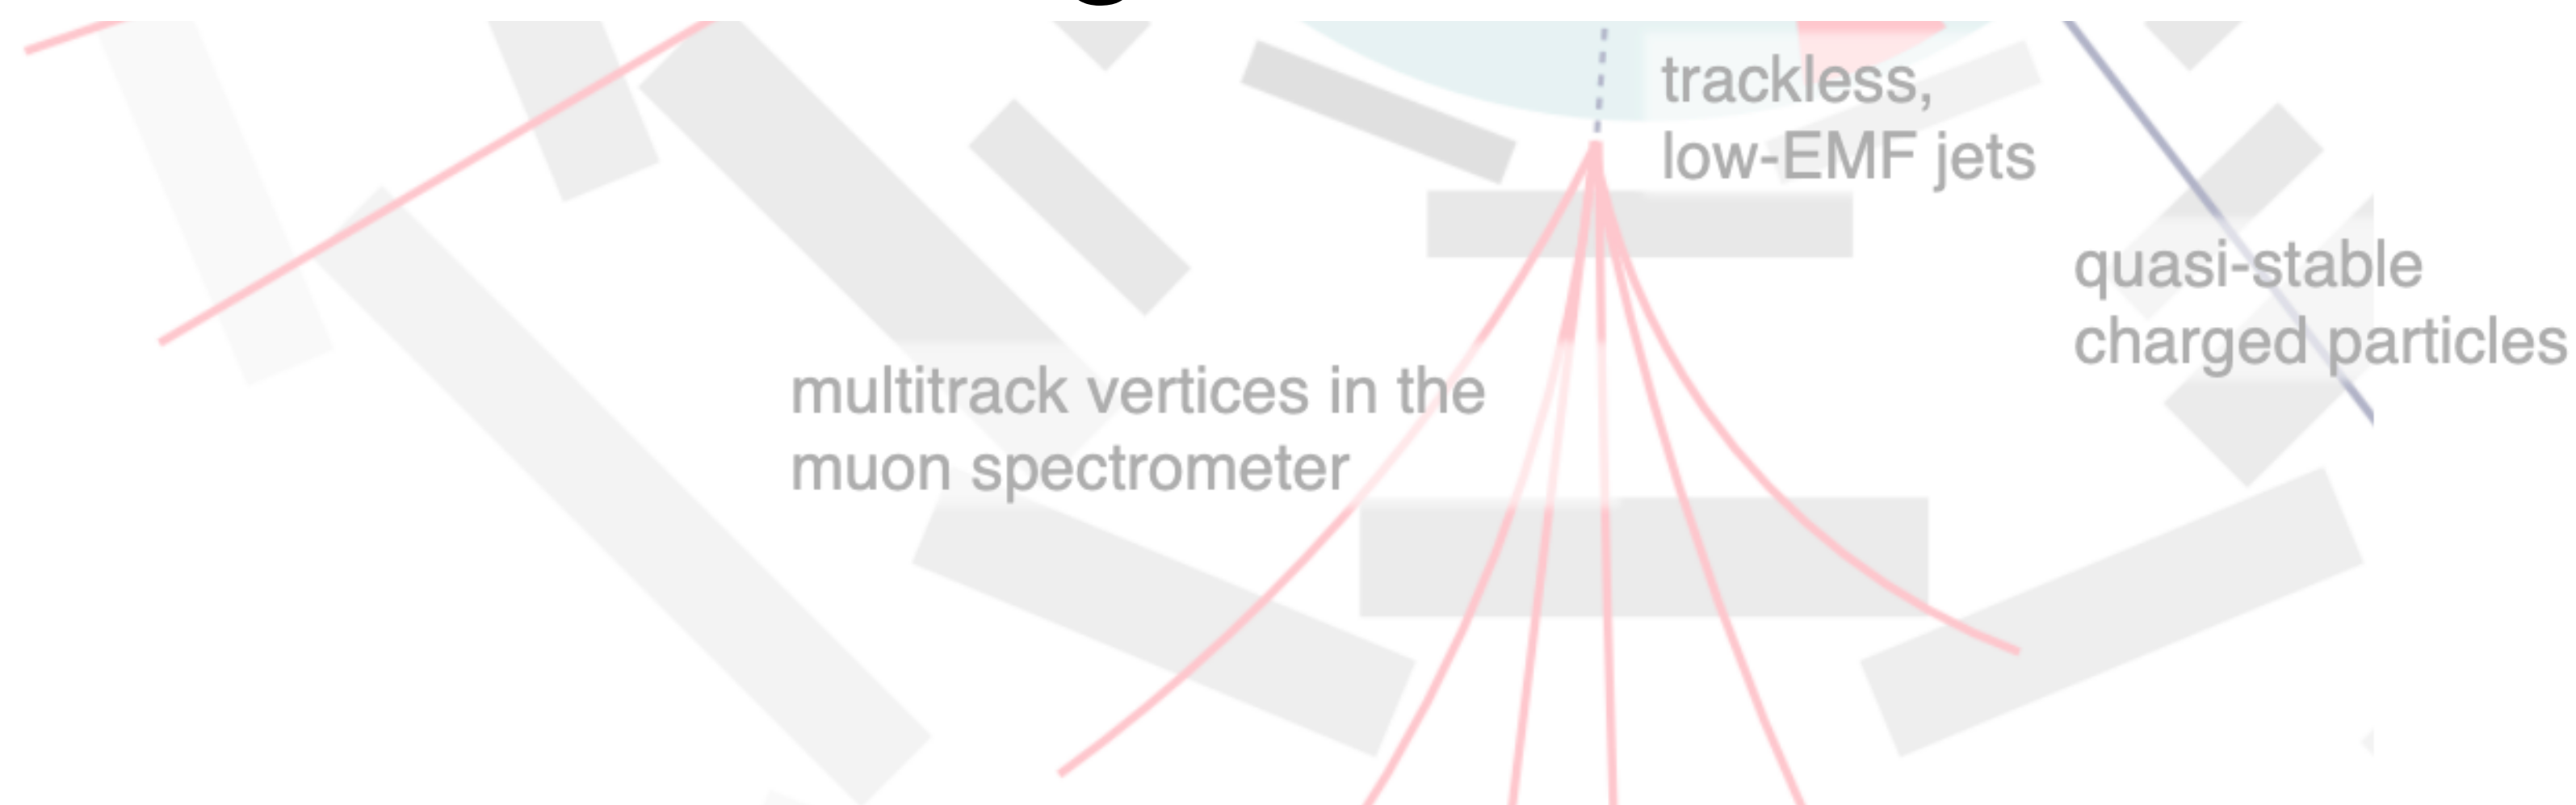 trackless,
low-EMF jets
quasi-stable
charged particles
multitrack vertices in the
muon spectrometer